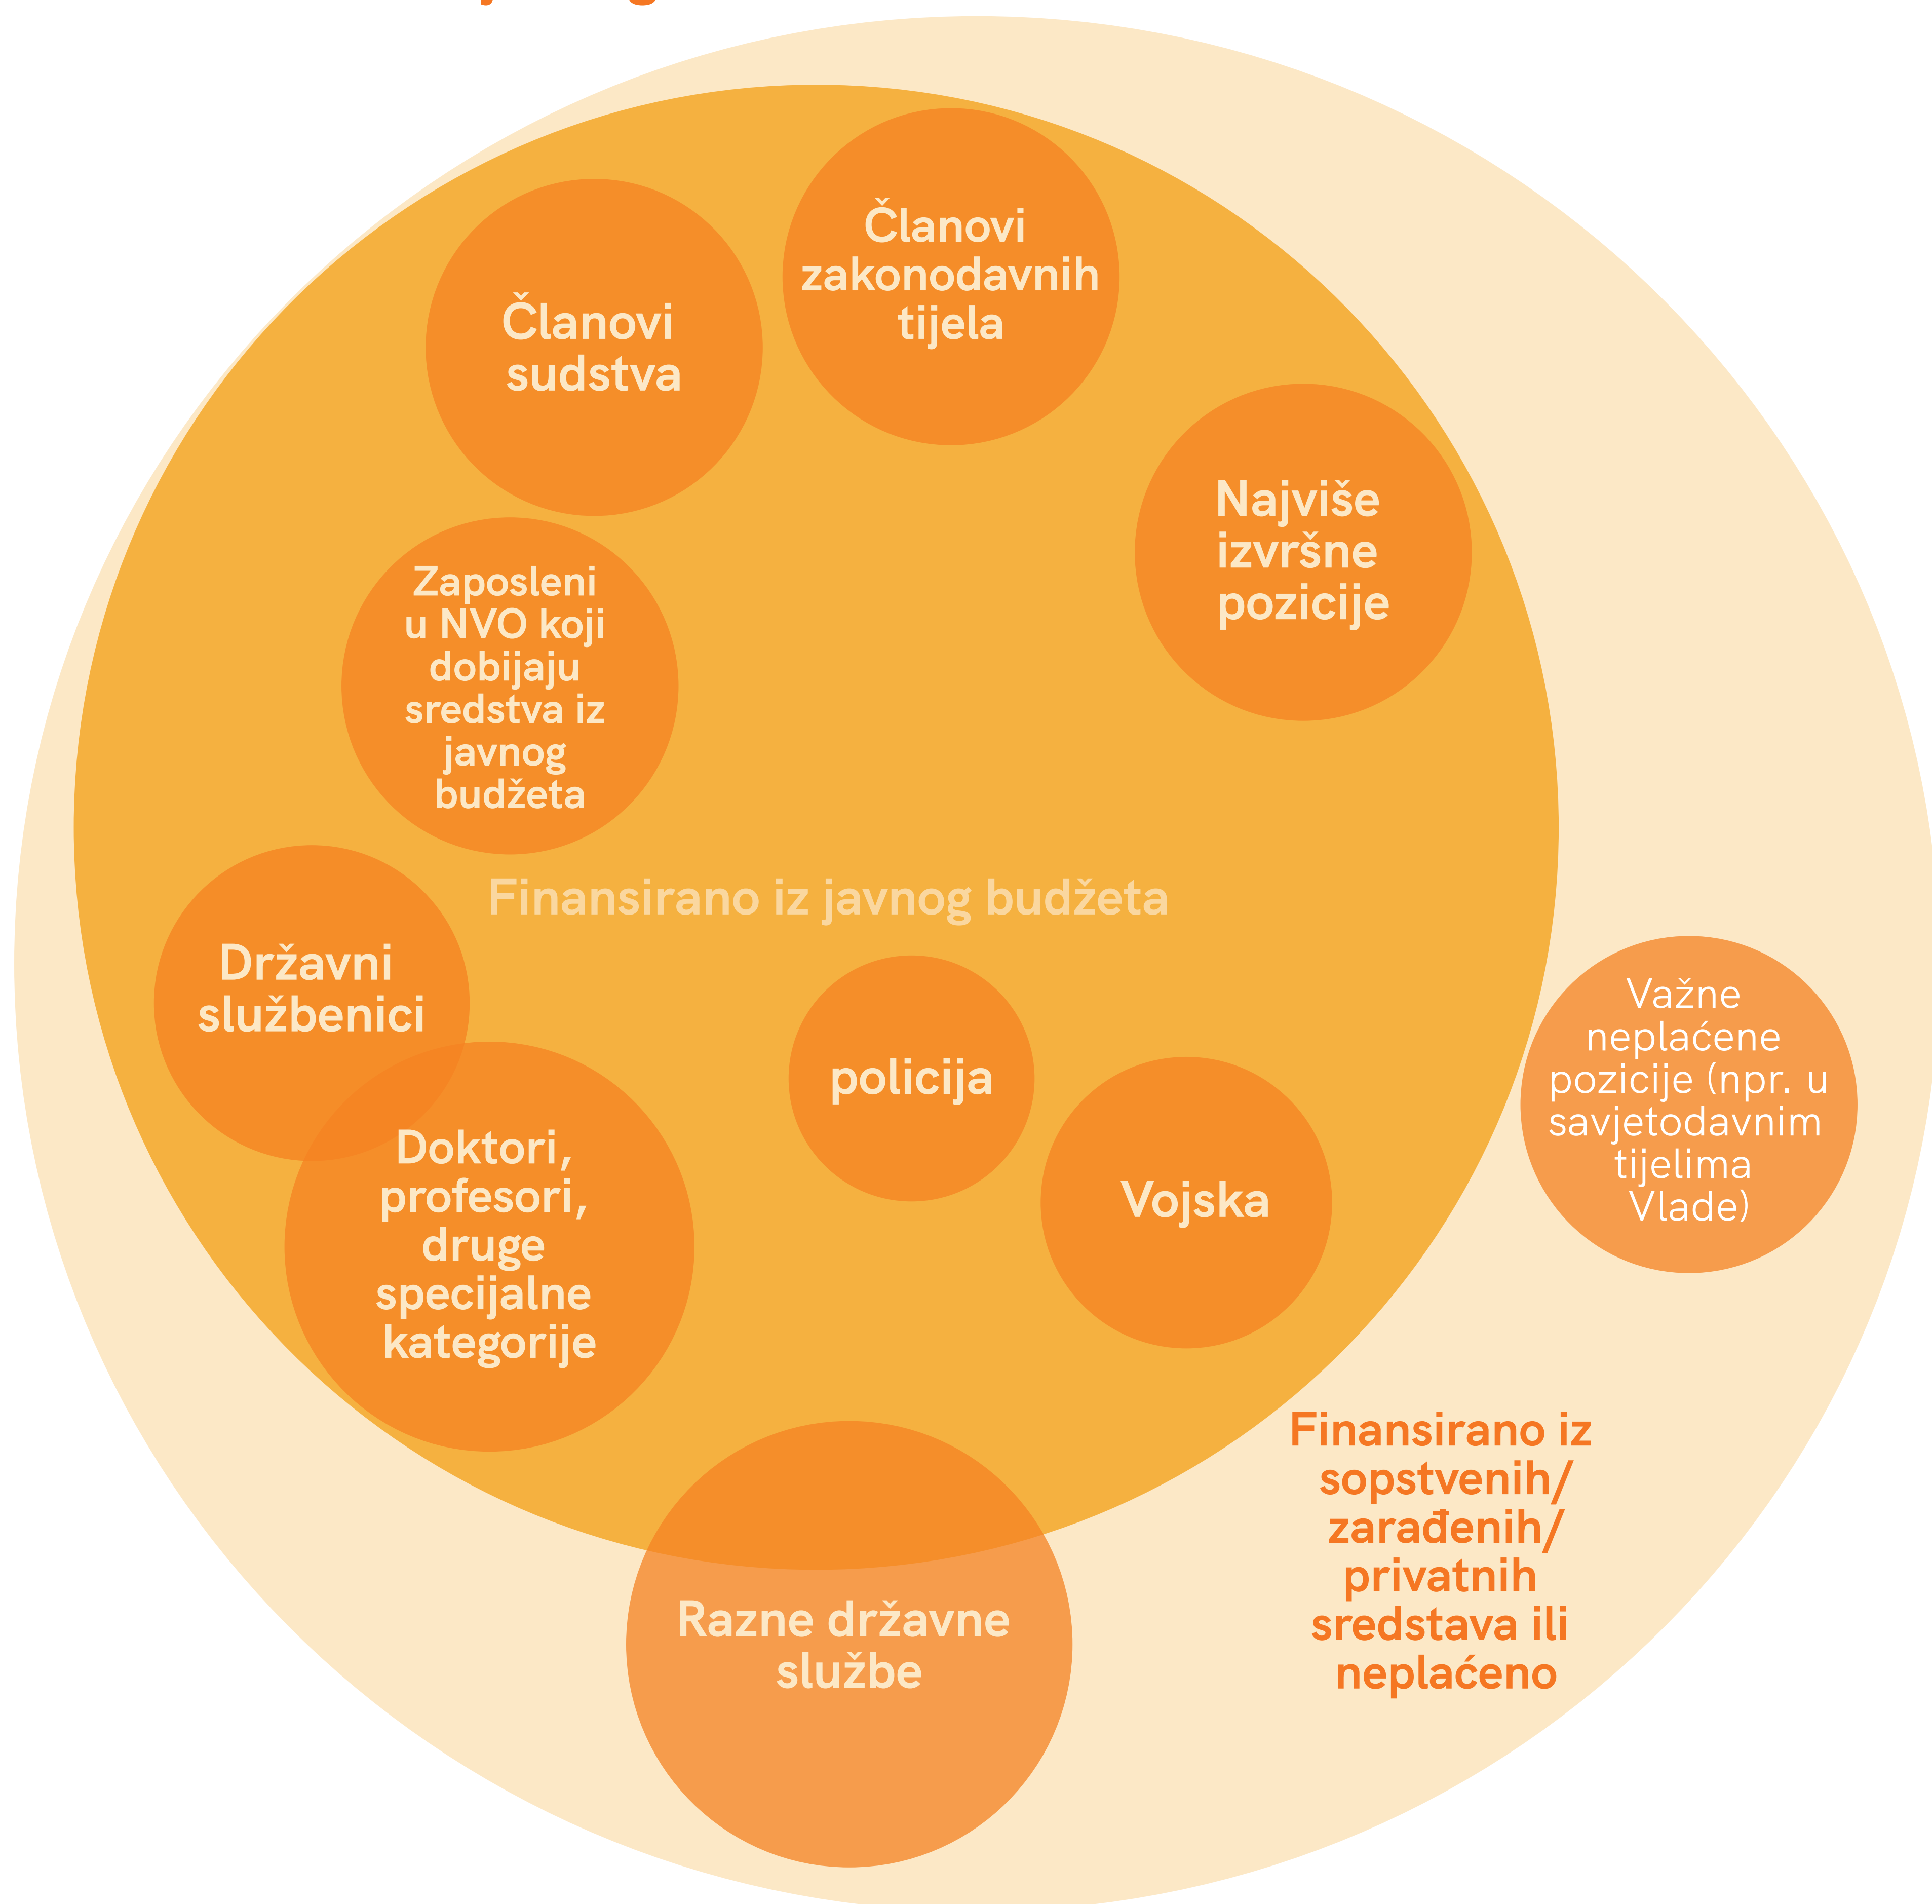 Članovi
zakonodavnih
tijela
Članovi
sudstva
Najviše
izvršne
pozicije
Zaposleni
u NVO koji
dobijaju
sredstva iz
javnog
budžeta
Finansirano iz javnog budžeta
Državni
službenici
policija
Važne
neplaćene
pozicije (npr. u
savjetodavnim
tijelima
Vlade)
Doktori,
profesori,
druge
specijalne
kategorije
Vojska
Finansirano iz
sopstvenih/
zarađenih/
privatnih
sredstava ili
neplaćeno
Razne državne
službe